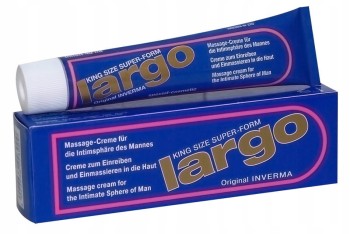 KING SIZE SUPER-FORM
largo
Original INVERMA
Massage-Creme für
die Intimsphäre des Mannes
Creme zum Einreiben
und Einmassieren in die Haut
Massage cream for
the Intimate Sphere of Man
Massage-Creme für
die Intimsphäre des Mannes
Creme zum Einreiben
und Einmassieren in die Haut
Massage cream for
the Intimate Sphere of Man
KING SIZE SUPER-FORM
largo
Original INVERMA